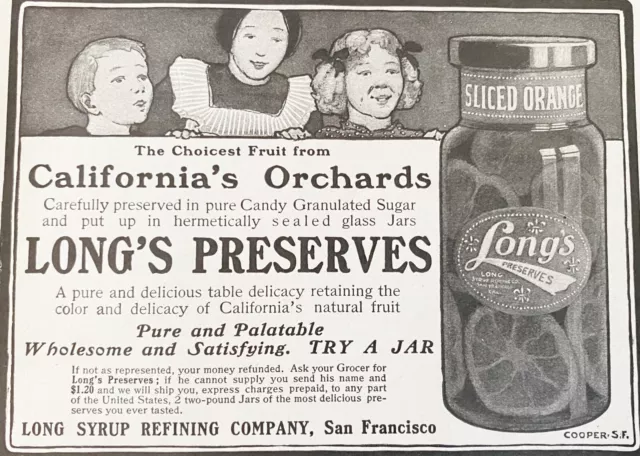 The Choicest Fruit from
California's Orchards
Carefully preserved in pure Candy Granulated Sugar
and put up in hermetically sealed glass Jars
LONG'S PRESERVES
A pure and delicious table delicacy retaining the
color and delicacy of California's natural fruit
Pure and Palatable
Wholesome and Satisfying. TRY A JAR
If not as represented, your money refunded. Ask your Grocer for
Long's Preserves; if he cannot supply you send his name and
$1.20 and we will ship you, express charges prepaid, to any part
of the United States, 2 two-pound Jars of the most delicious pre-
serves you ever tasted.
LONG SYRUP REFINING COMPANY, San Francisco
SLICED ORANGE
Long's
PRESERVES
LONG
SYRUP REFINING CO.
COOPER·S.F.